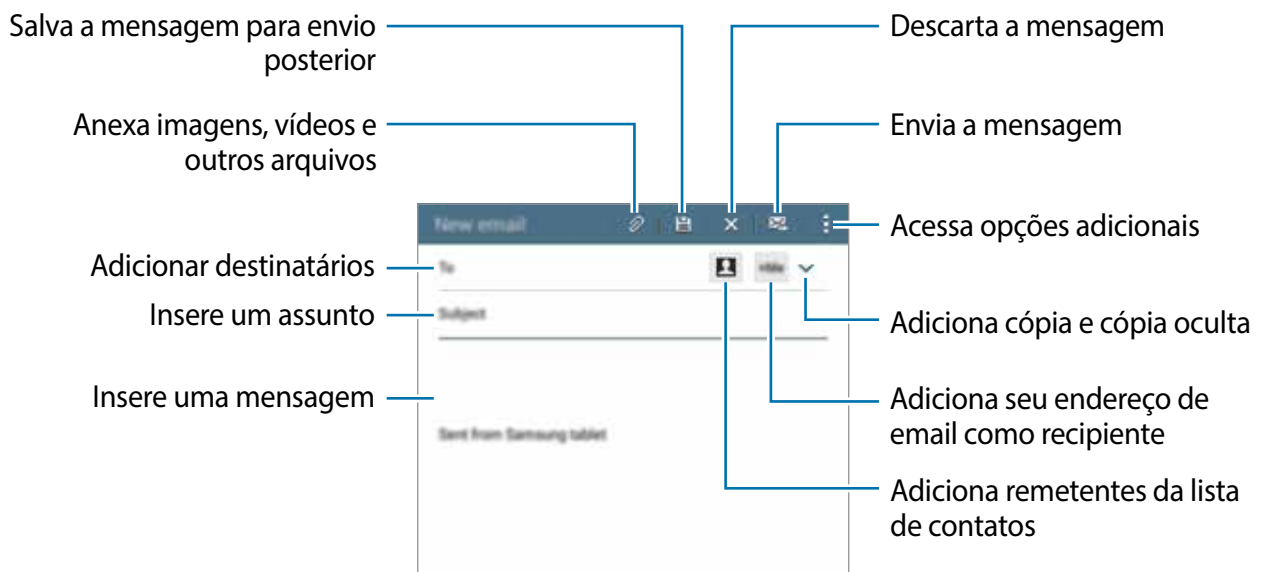 Salva a mensagem para envio
posterior
Anexa imagens, vídeos e
outros arquivos
Adicionar destinatários
Insere um assunto
Insere uma mensagem
New email
To
+Me
Subject
Sent from Samsung tablet
Descarta a mensagem
Envia a mensagem
Acessa opções adicionais
Adiciona cópia e cópia oculta
Adiciona seu endereço de
email como recipiente
Adiciona remetentes da lista
de contatos